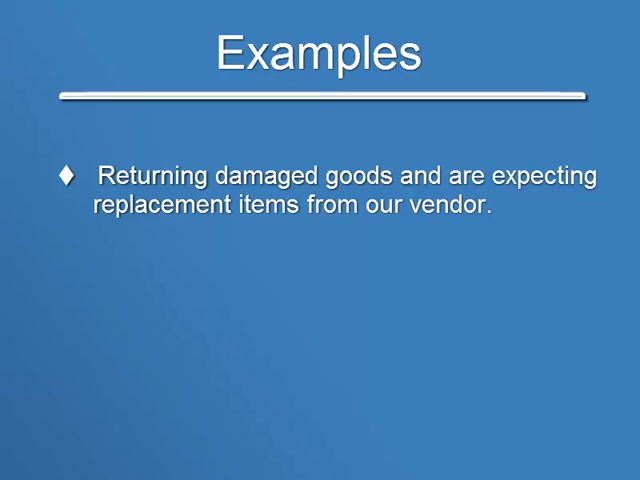 Examples
Returning damaged goods and are expecting
replacement items from our vendor.